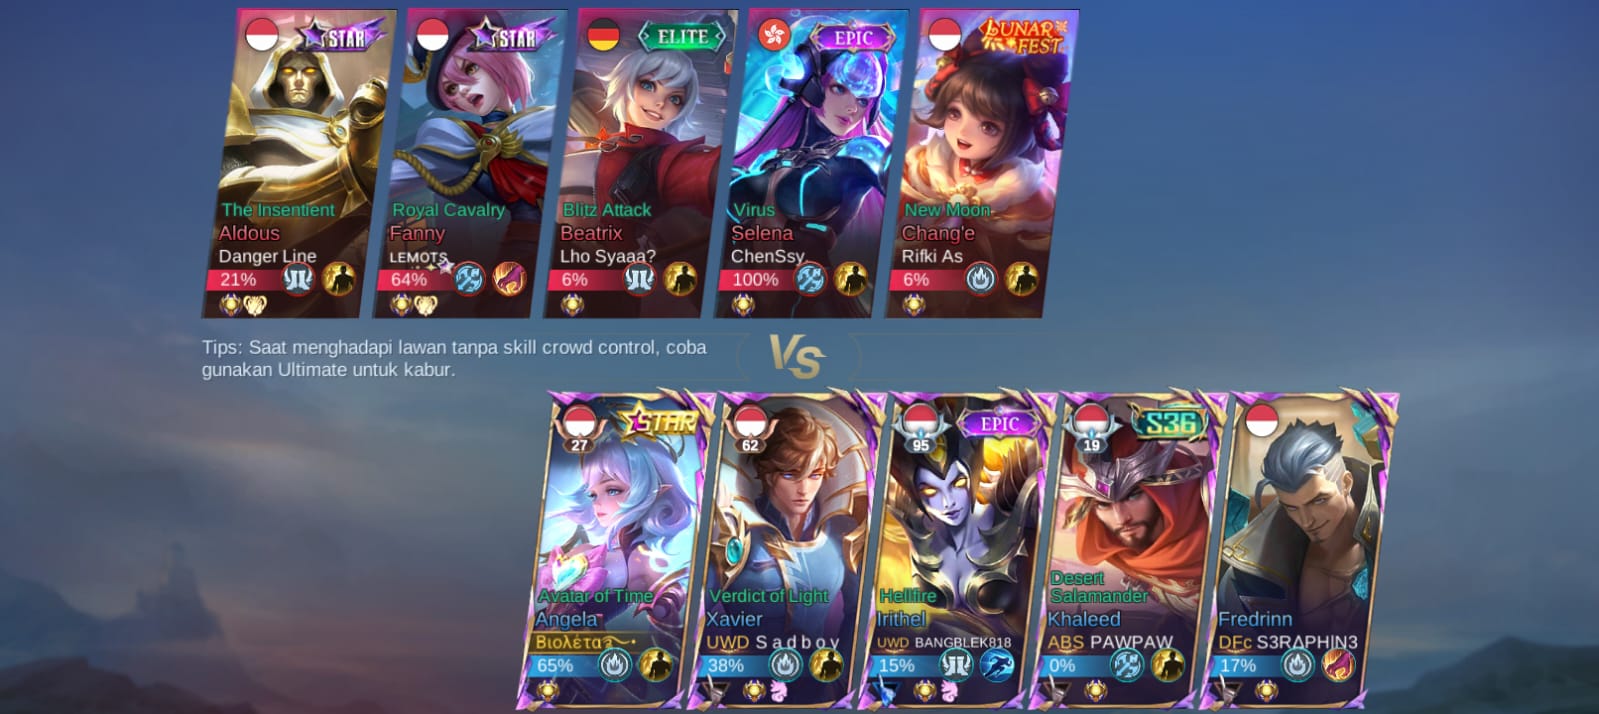 STAR
The Insentient
Aldous
Danger Line
21%
STAR
Royal Cavalry
Fanny
LEMOTS
64%
ELITE
Blitz Attack
Beatrix
Lho Syaaa?
6%
EPIC
Virus
Selena
ChenSsy.
100%
LUNAR
FEST
New Moon
Chang'e
Rifki As
6%
Tips: Saat menghadapi lawan tanpa skill crowd control, coba
gunakan Ultimate untuk kabur.
VS
27
STAR
Avatar of Time
Angela
Βιολέτα
65%
62
Verdict of Light
Xavier
UWD S a d b o y
38%
95
EPIC
Hellfire
Irithel
UWD BANGBLEK818
15%
19
S36
Desert
Salamander
Khaleed
ABS PAWPAW
0%
Fredrinn
DFc S3RΔPH!N3
17%